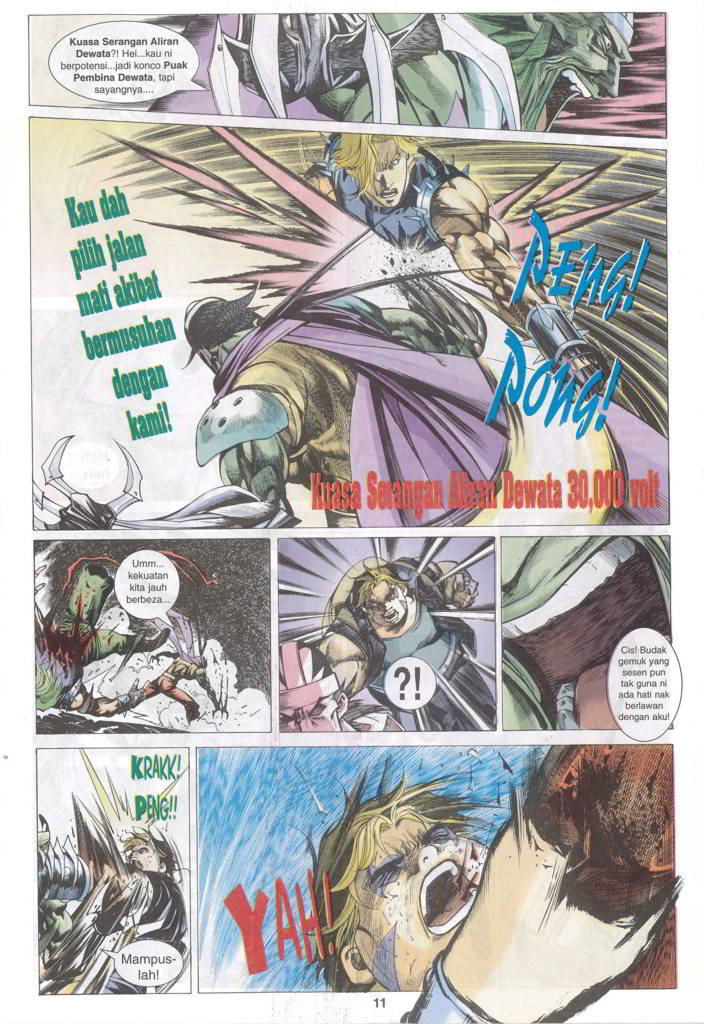 Kuasa Serangan Aliran
Dewata?! Hei...kau ni
berpotensi...jadi konco Puak
Pembina Dewata, tapi
sayangnya....
Kau dah
pilih jalan
mati akibat
bermusuhan
dengan
kami!
PENG!
PONG!
Kuasa Serangan Aliran Dewata 30,000 volt
Umm...
kekuatan
kita jauh
berbeza...
?!
Cis! Budak
gemuk yang
sesen pun
tak guna ni
ada hati nak
berlawan
dengan aku!
KRAKK!
PENG!!
Mampus-
lah!
YAH!
11